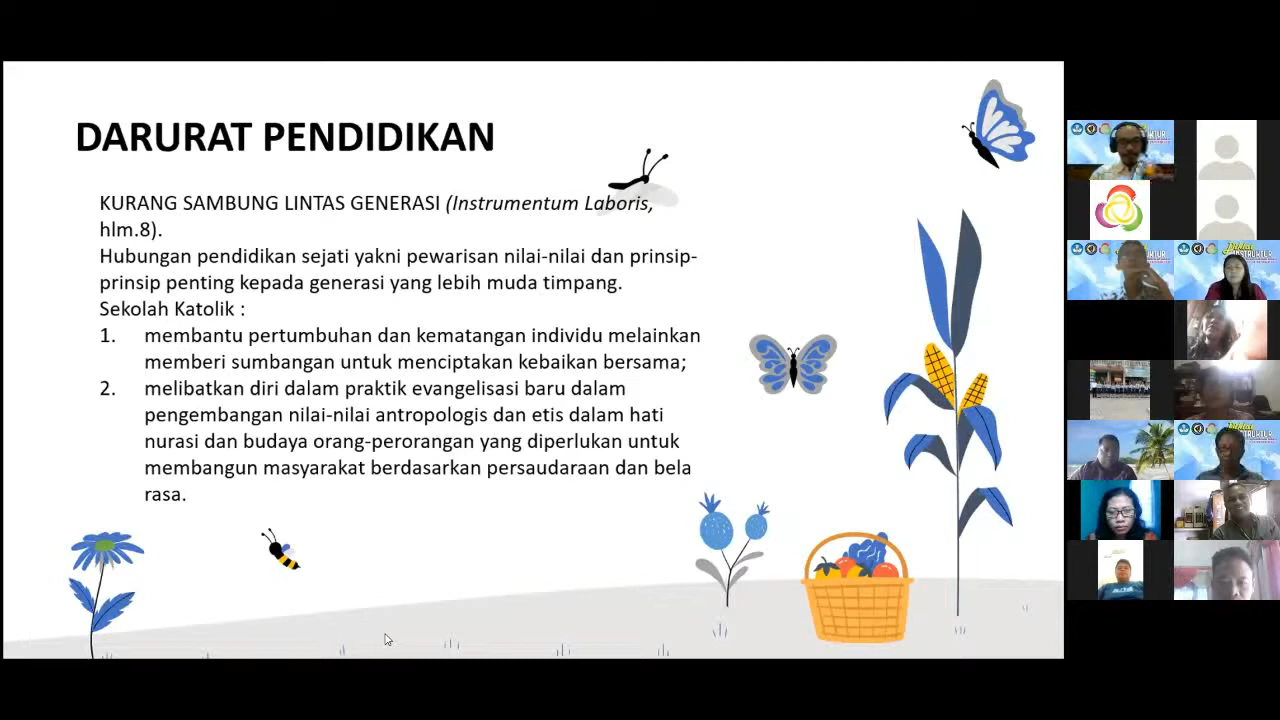 DARURAT PENDIDIKAN
KURANG SAMBUNG LINTAS GENERASI (Instrumentum Laboris,
hlm.8).
Hubungan pendidikan sejati yakni pewarisan nilai-nilai dan prinsip-
prinsip penting kepada generasi yang lebih muda timpang.
Sekolah Katolik :
1. membantu pertumbuhan dan kematangan individu melainkan
memberi sumbangan untuk menciptakan kebaikan bersama;
2. melibatkan diri dalam praktik evangelisasi baru dalam
pengembangan nilai-nilai antropologis dan etis dalam hati
nurasi dan budaya orang-perorangan yang diperlukan untuk
membangun masyarakat berdasarkan persaudaraan dan bela
rasa.